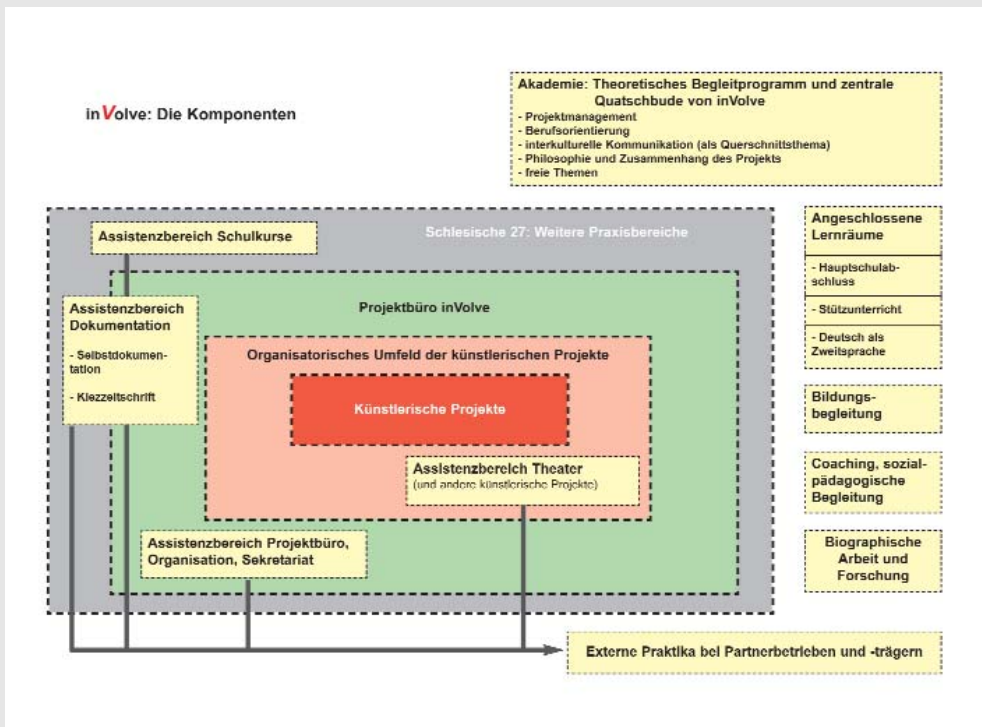 inVolve: Die Komponenten
Akademie: Theoretisches Begleitprogramm und zentrale
Quatschbude von inVolve
- Projektmanagement
- Berufsorientierung
- interkulturelle Kommunikation (als Querschnittsthema)
- Philosophie und Zusammenhang des Projekts
- freie Themen
Assistenzbereich Schulkurse
Schlesische 27: Weitere Praxisbereiche
Assistenzbereich
Dokumentation
- Selbstdokumen-
tation
- Kiezzeitschrift
Projektbüro inVolve
Organisatorisches Umfeld der künstlerischen Projekte
Künstlerische Projekte
Assistenzbereich Theater
(und andere künstlerische Projekte)
Assistenzbereich Projektbüro,
Organisation, Sekretariat
Angeschlossene
Lernräume
- Hauptschulab-
schluss
- Stützunterricht
- Deutsch als
Zweitsprache
Bildungs-
begleitung
Coaching, sozial-
pädagogische
Begleitung
Biographische
Arbeit und
Forschung
Externe Praktika bei Partnerbetrieben und -trägern